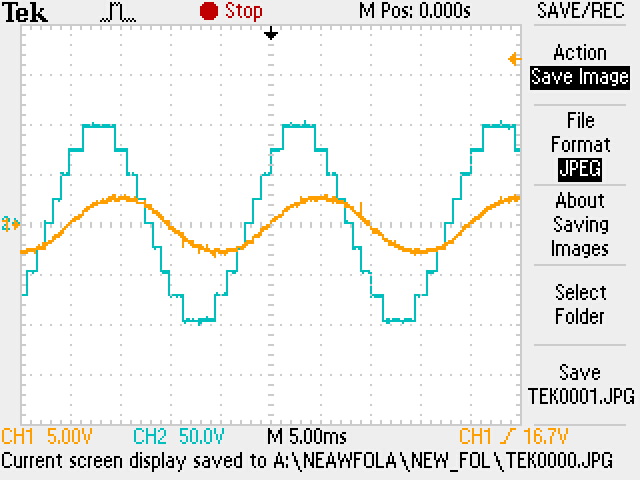 Tek Stop M Pos: 0.000s SAVE/REC
Action
Save Image
File
Format
JPEG
About
Saving
Images
Select
Folder
Save
TEK0001.JPG
CH1 5.00V CH2 50.0V M 5.00ms CH1 16.7V
Current screen display saved to A:\NEAWFOLA\NEW_FOL\TEK0000.JPG